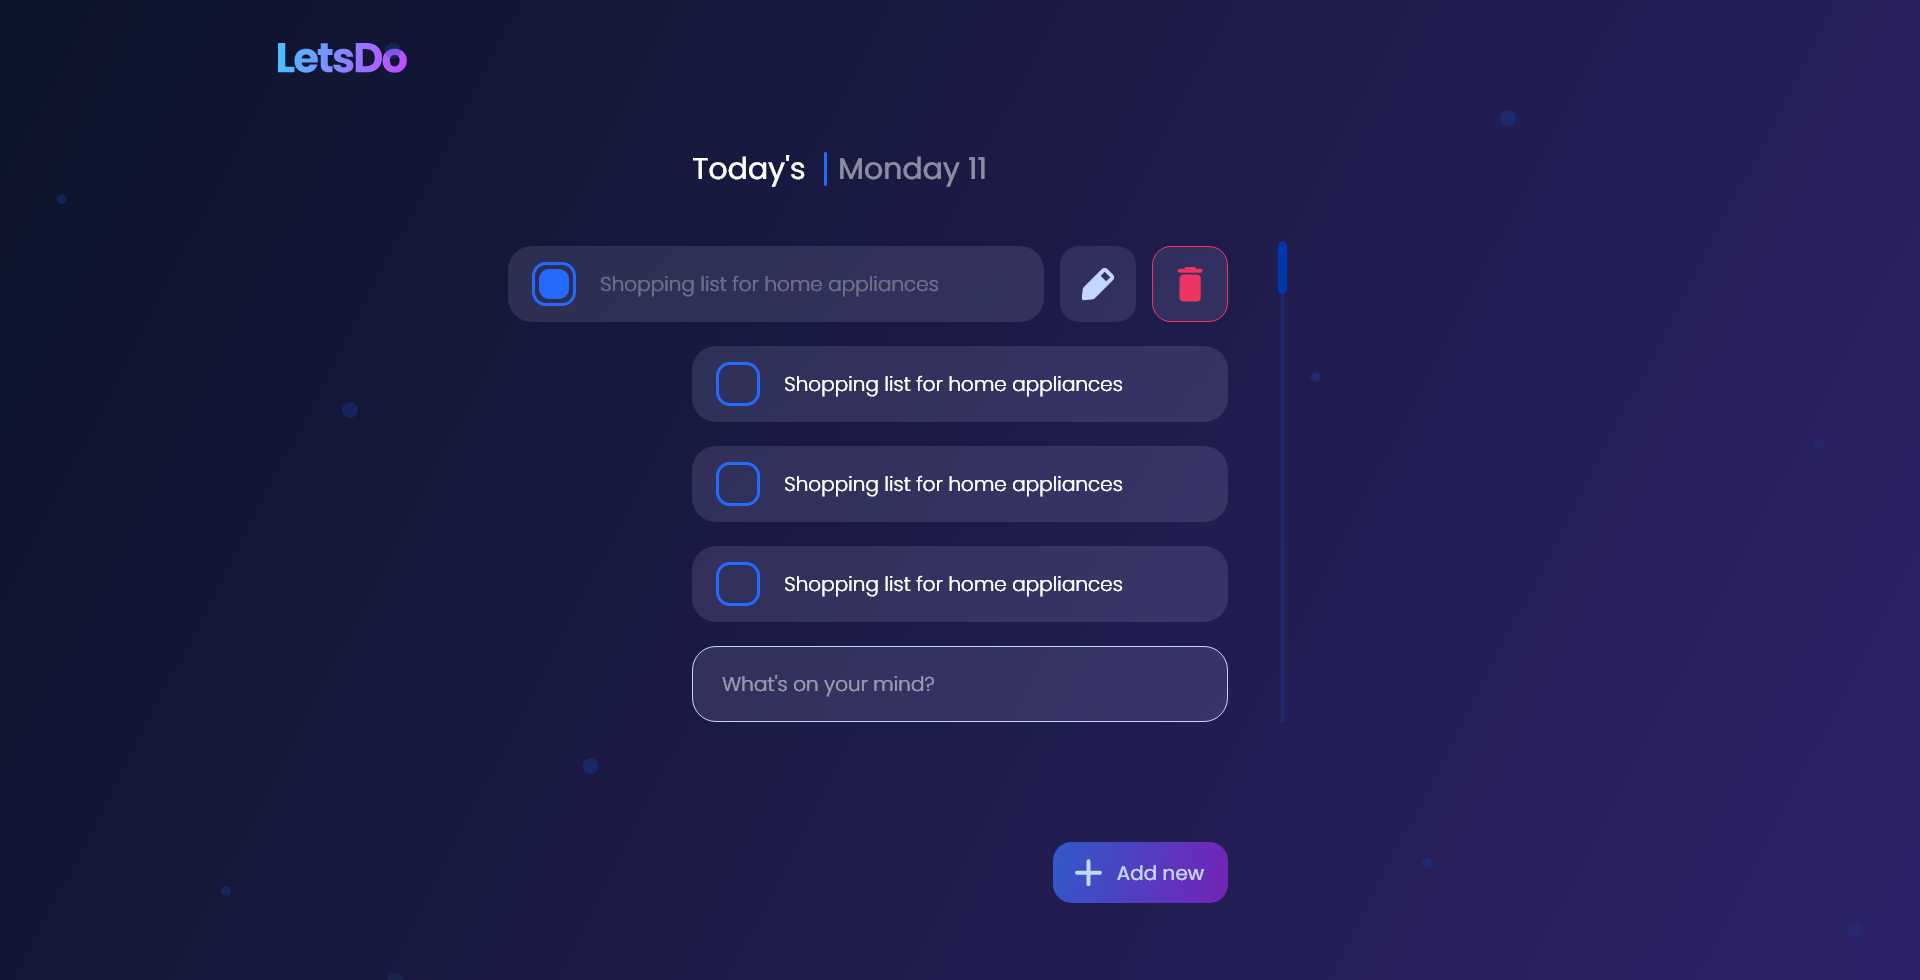 LetsDo
Today's | Monday 11
Shopping list for home appliances
Shopping list for home appliances
Shopping list for home appliances
Shopping list for home appliances
What's on your mind?
Add new